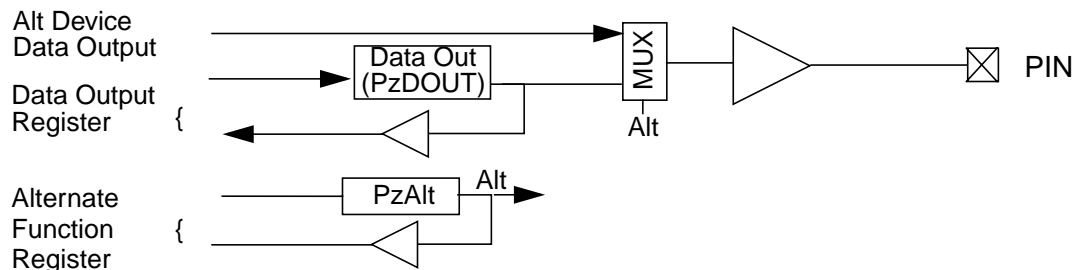 Alt Device
Data Output
Data Out
(PzDOUT)
MUX
PIN
Data Output
Register {
Alt
Alternate
Function {
Register
PzAlt
Alt